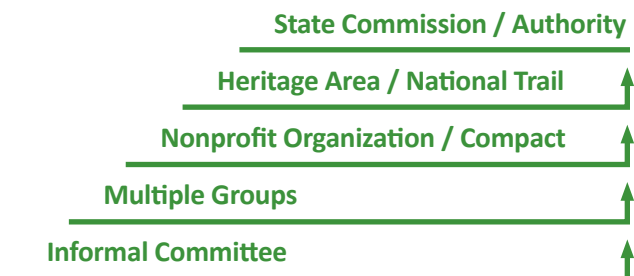 State Commission / Authority
Heritage Area / National Trail
Nonprofit Organization / Compact
Multiple Groups
Informal Committee